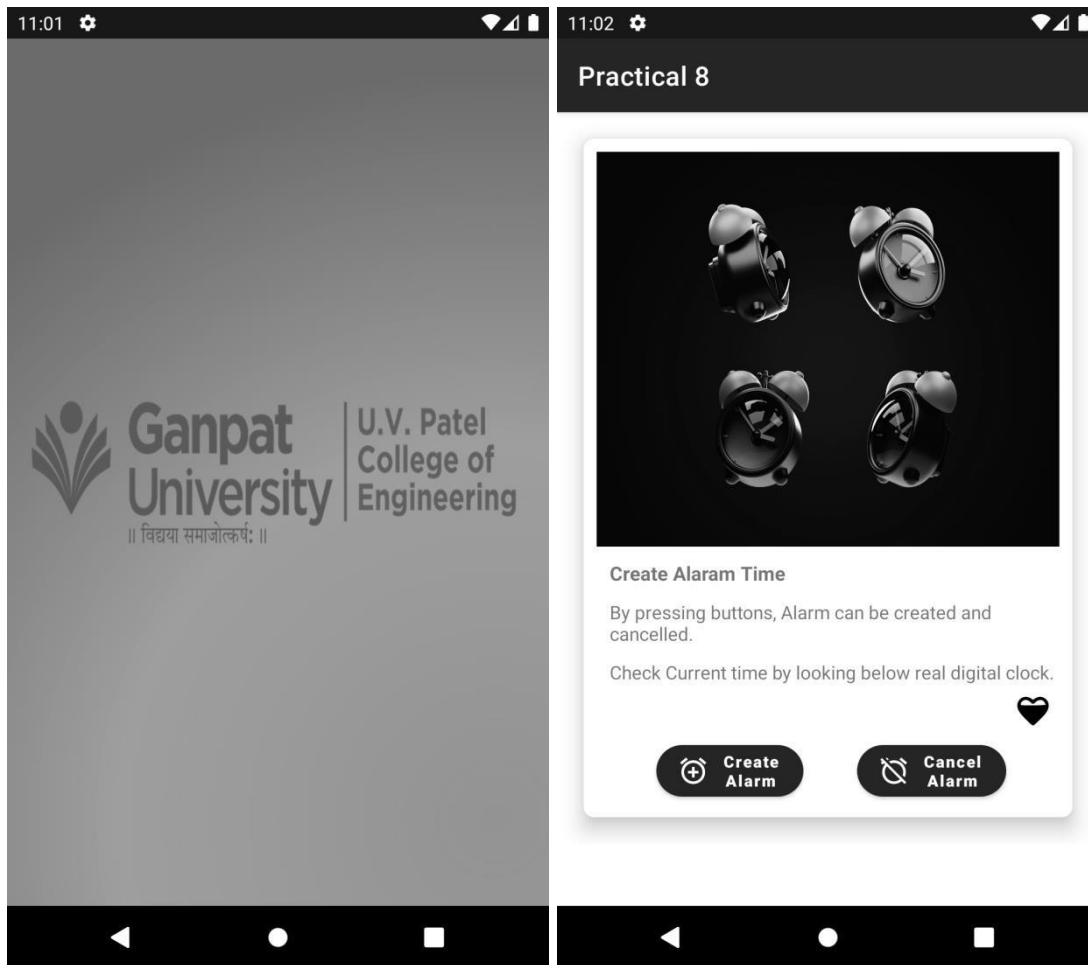 11:01
Ganpat
University
॥ विद्यया समाजोत्कर्ष: ॥
U.V. Patel
College of
Engineering
11:02
Practical 8
Create Alaram Time
By pressing buttons, Alarm can be created and
cancelled.
Check Current time by looking below real digital clock.
Create
Alarm
Cancel
Alarm